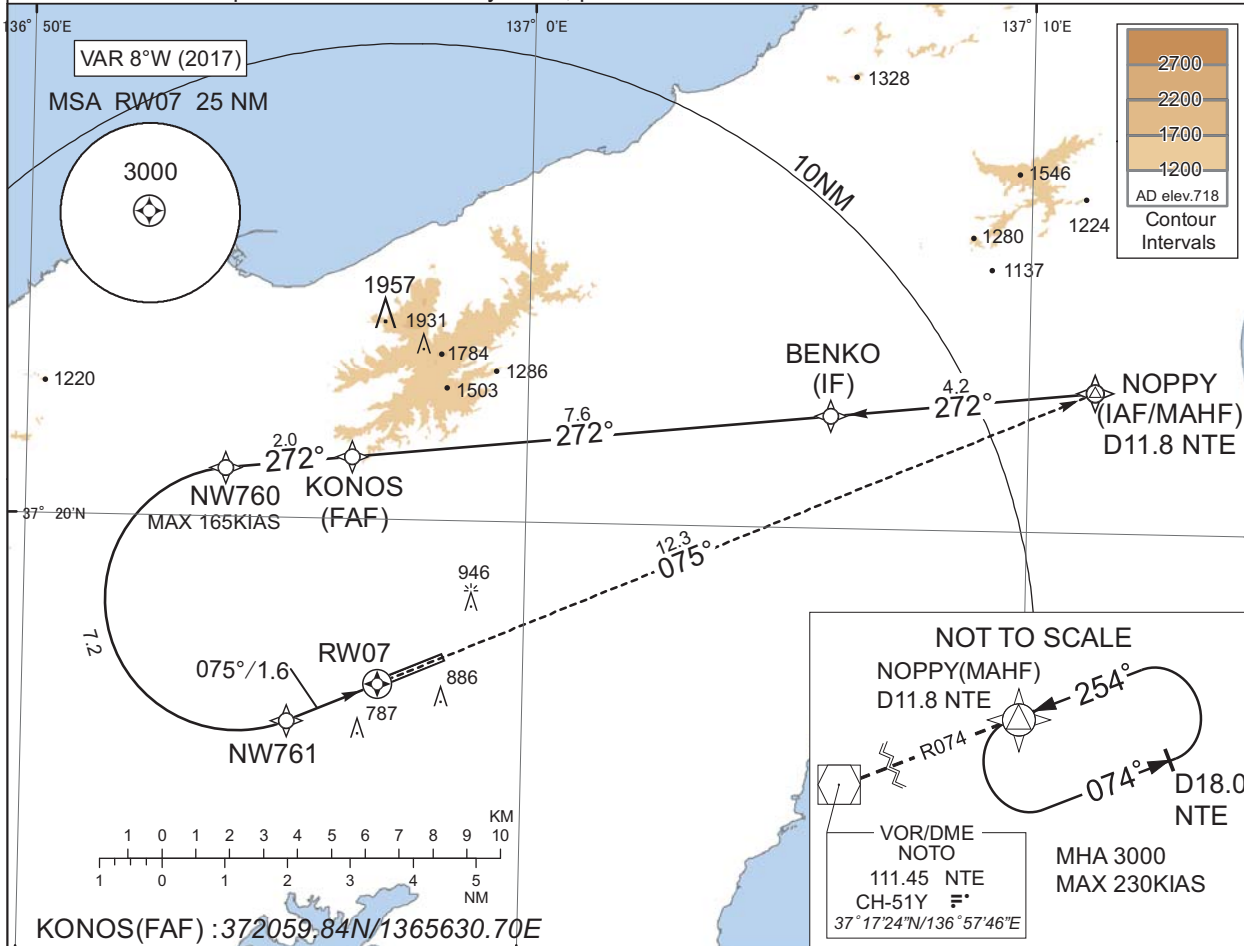 136° 50'E
137° 0'E
137° 10'E
VAR 8°W (2017)
MSA RW07 25 NM
3000
2700
2200
1700
1200
AD elev.718
Contour
Intervals
1328
10NM
1546
1224
1280
1137
1957
1931
1784
1286
1503
1220
BENKO
(IF)
4.2
272°
NOPPY
(IAF/MAHF)
D11.8 NTE
7.6
272°
2.0
272°
KONOS
(FAF)
NW760
MAX 165KIAS
37° 20'N
12.3
075°
946
7.2
075°/1.6
RW07
886
787
NW761
NOT TO SCALE
NOPPY(MAHF)
D11.8 NTE
254°
R074
074°
D18.0
NTE
VOR/DME
NOTO
111.45 NTE
CH-51Y
37°17'24"N/136°57'46"E
MHA 3000
MAX 230KIAS
KM
1 0 1 2 3 4 5 6 7 8 9 10
1 0 1 2 3 4 5
NM
KONOS(FAF) :372059.84N/1365630.70E